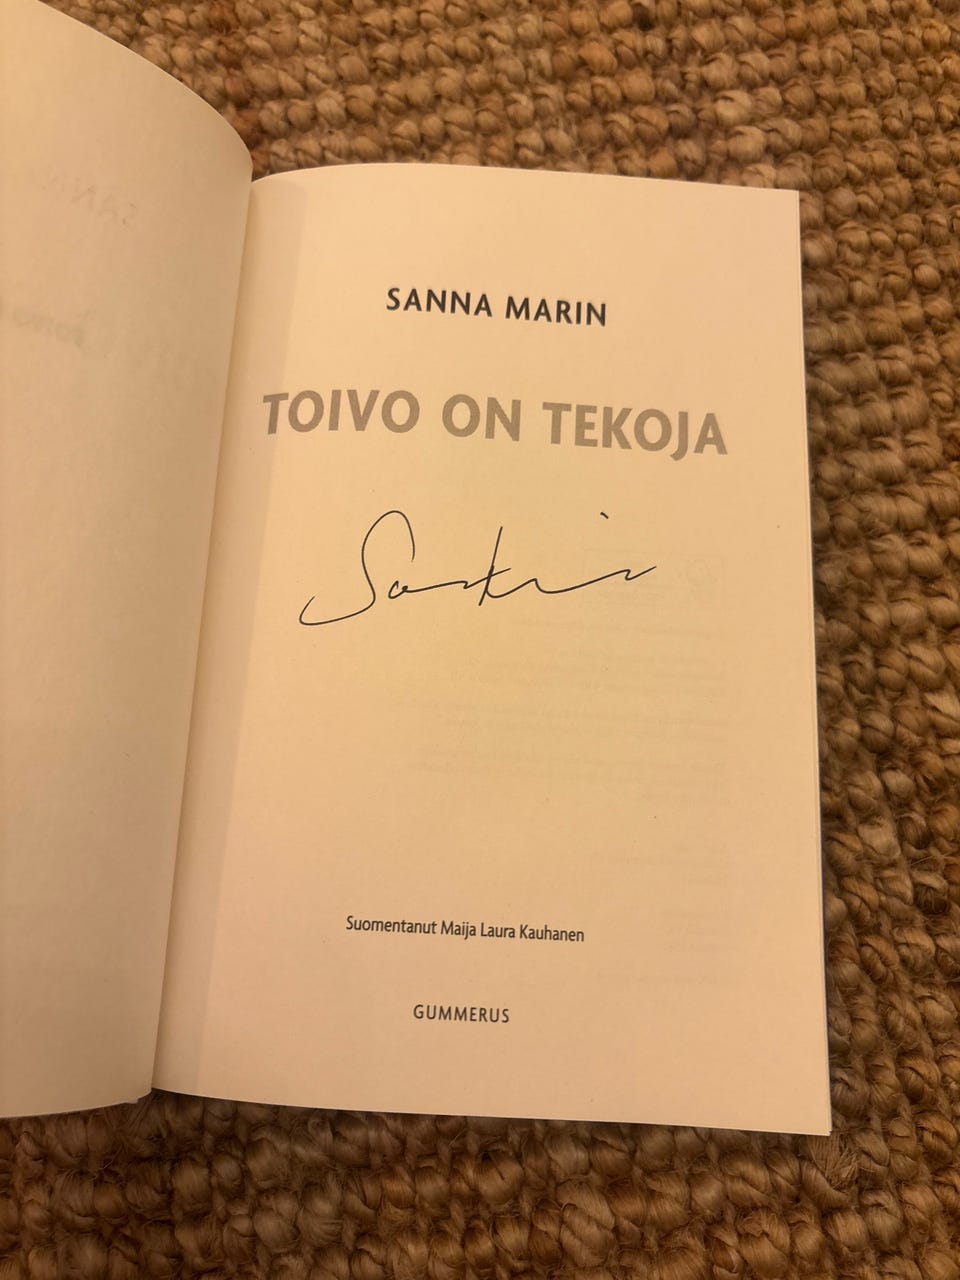 SANNA MARIN
TOIVO ON TEKOJA
Suomentanut Maija Laura Kauhanen
GUMMERUS